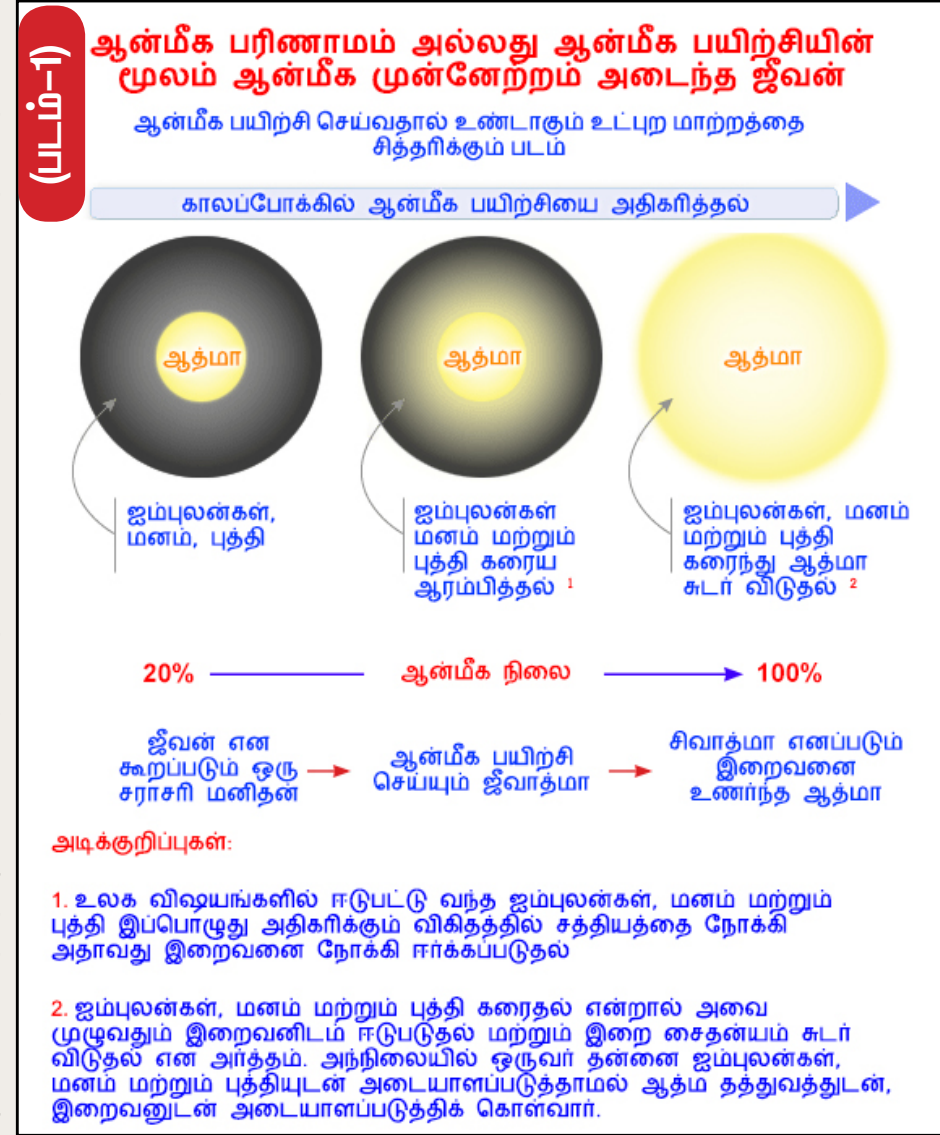 (படம்-1)
ஆன்மீக பரிணாமம் அல்லது ஆன்மீக பயிற்சியின்
மூலம் ஆன்மீக முன்னேற்றம் அடைந்த ஜீவன்
ஆன்மீக பயிற்சி செய்வதால் உண்டாகும் உட்புற மாற்றத்தை
சித்தரிக்கும் படம்
காலப்போக்கில் ஆன்மீக பயிற்சியை அதிகரித்தல்
ஆத்மா
ஐம்புலன்கள்,
மனம், புத்தி
ஆத்மா
ஐம்புலன்கள்
மனம் மற்றும்
புத்தி கரைய
ஆரம்பித்தல் 1
ஆத்மா
ஐம்புலன்கள், மனம்
மற்றும் புத்தி
கரைந்து ஆத்மா
சுடர் விடுதல் 2
20% ஆன்மீக நிலை 100%
ஜீவன் என
கூறப்படும் ஒரு
சராசரி மனிதன்
ஆன்மீக பயிற்சி
செய்யும் ஜீவாத்மா
சிவாத்மா எனப்படும்
இறைவனை
உணர்ந்த ஆத்மா
அடிக்குறிப்புகள்:
1. உலக விஷயங்களில் ஈடுபட்டு வந்த ஐம்புலன்கள், மனம் மற்றும்
புத்தி இப்பொழுது அதிகரிக்கும் விகிதத்தில் சத்தியத்தை நோக்கி
அதாவது இறைவனை நோக்கி ஈர்க்கப்படுதல்
2. ஐம்புலன்கள், மனம் மற்றும் புத்தி கரைதல் என்றால் அவை
முழுவதும் இறைவனிடம் ஈடுபடுதல் மற்றும் இறை சைதன்யம் சுடர்
விடுதல் என அர்த்தம். அந்நிலையில் ஒருவர் தன்னை ஐம்புலன்கள்,
மனம் மற்றும் புத்தியுடன் அடையாளப்படுத்தாமல் ஆத்ம தத்துவத்துடன்,
இறைவனுடன் அடையாளப்படுத்திக் கொள்வார்.